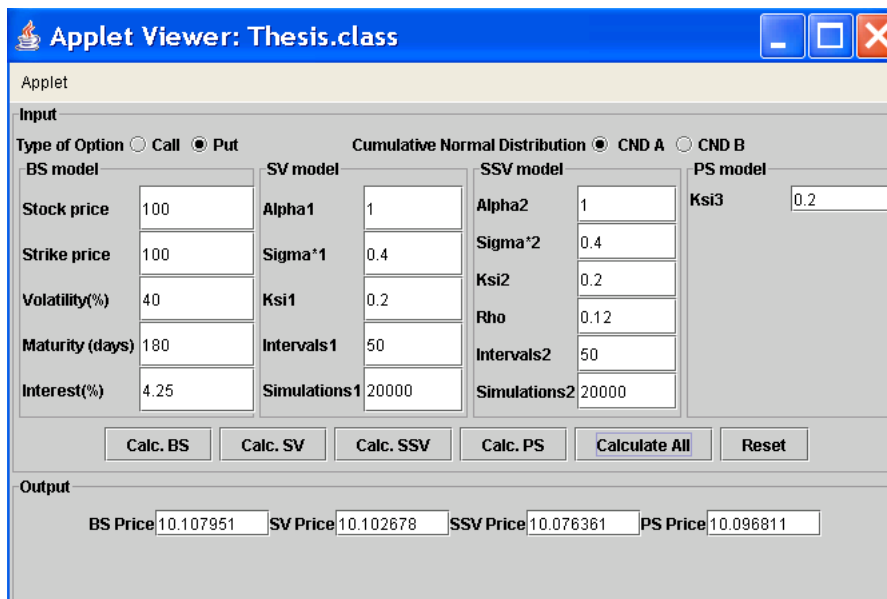 Applet Viewer: Thesis.class
Applet
Input
Type of Option Call Put Cumulative Normal Distribution CND A CND B
BS model
Stock price 100
Strike price 100
Volatility(%) 40
Maturity (days) 180
Interest(%) 4.25
SV model
Alpha1 1
Sigma*1 0.4
Ksi1 0.2
Intervals1 50
Simulations1 20000
SSV model
Alpha2 1
Sigma*2 0.4
Ksi2 0.2
Rho 0.12
Intervals2 50
Simulations2 20000
PS model
Ksi3 0.2
Calc. BS Calc. SV Calc. SSV Calc. PS Calculate All Reset
Output
BS Price 10.107951 SV Price 10.102678 SSV Price 10.076361 PS Price 10.096811